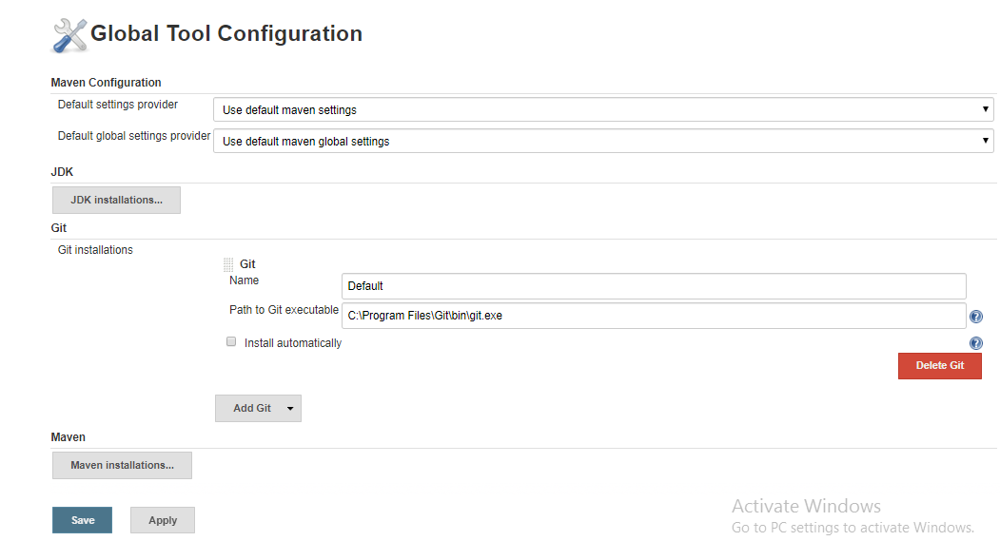 Global Tool Configuration
Maven Configuration
Default settings provider
Use default maven settings
Default global settings provider
Use default maven global settings
JDK
JDK installations...
Git
Git installations
Git
Name
Default
Path to Git executable
C:\Program Files\Git\bin\git.exe
?
Install automatically
?
Delete Git
Add Git
Maven
Maven installations...
Save
Apply
Activate Windows
Go to PC settings to activate Windows.